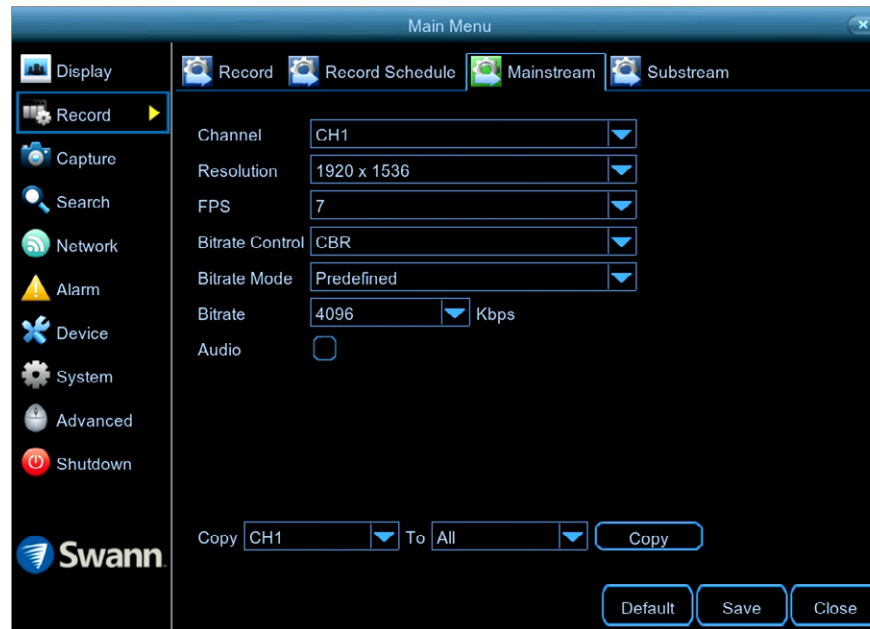 Main Menu
Display
Record
Capture
Search
Network
Alarm
Device
System
Advanced
Shutdown
Swann
Record Record Schedule Mainstream Substream
Channel CH1
Resolution 1920 x 1536
FPS 7
Bitrate Control CBR
Bitrate Mode Predefined
Bitrate 4096 Kbps
Audio
Copy CH1 To All Copy
Default Save Close